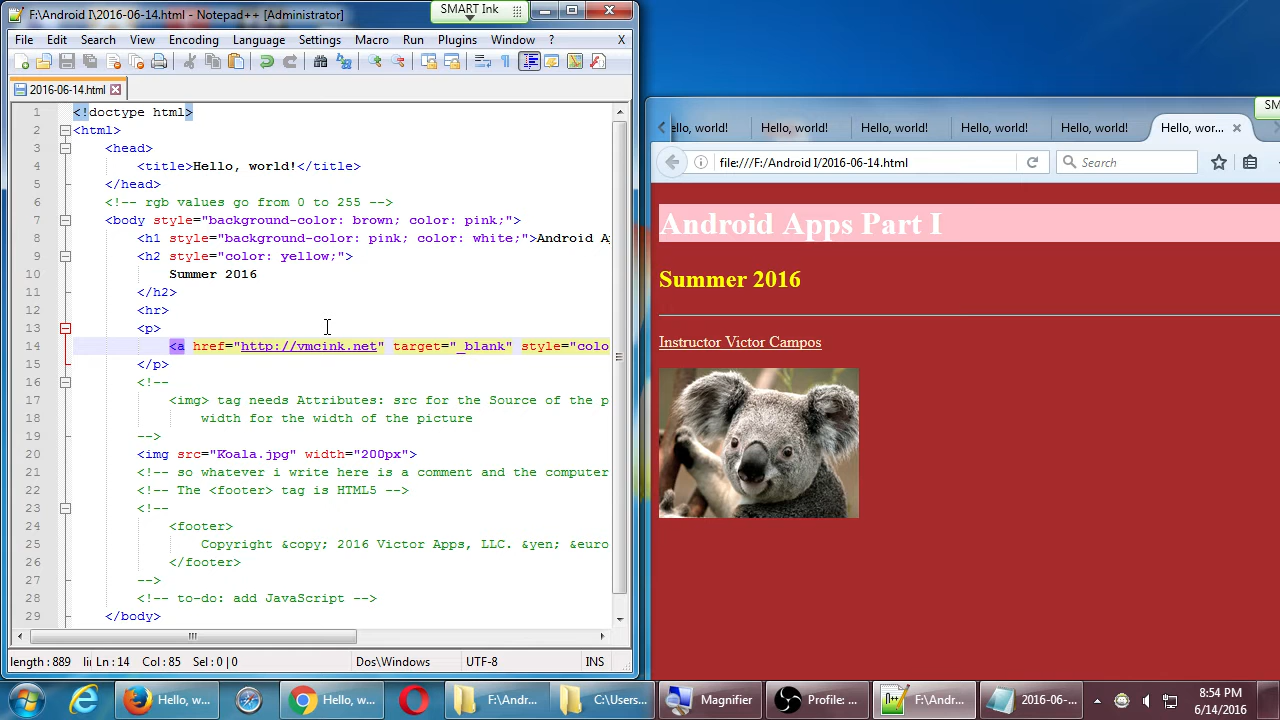 F:\Android I\2016-06-14.html - Notepad++ [Administrator]
SMART Ink
File Edit Search View Encoding Language Settings Macro Run Plugins Window ? X
2016-06-14.html
1 <!doctype html>
2 <html>
3 <head>
4 <title>Hello, world!</title>
5 </head>
6 <!-- rgb values go from 0 to 255 -->
7 <body style="background-color: brown; color: pink;">
8 <h1 style="background-color: pink; color: white;">Android A
9 <h2 style="color: yellow;">
10 Summer 2016
11 </h2>
12 <hr>
13 <p>
14 <a href="http://vmcink.net" target="_blank" style="colo
15 </p>
16 <!--
17 <img> tag needs Attributes: src for the Source of the p
18 width for the width of the picture
19 -->
20 <img src="Koala.jpg" width="200px">
21 <!-- so whatever i write here is a comment and the computer
22 <!-- The <footer> tag is HTML5 -->
23 <!--
24 <footer>
25 Copyright &copy; 2016 Victor Apps, LLC. &yen; &euro
26 </footer>
27 -->
28 <!-- to-do: add JavaScript -->
29 </body>
length : 889 li Ln : 14 Col : 85 Sel : 0 | 0 Dos\Windows UTF-8 INS
SM
ello, world! Hello, world! Hello, world! Hello, world! Hello, world! Hello, wor...
file:///F:/Android I/2016-06-14.html Search
Android Apps Part I
Summer 2016
Instructor Victor Campos
Hello, w... Hello, w... F:\Andr... C:\Users... Magnifier Profile: ... F:\Andr... 2016-06-...
8:54 PM
6/14/2016